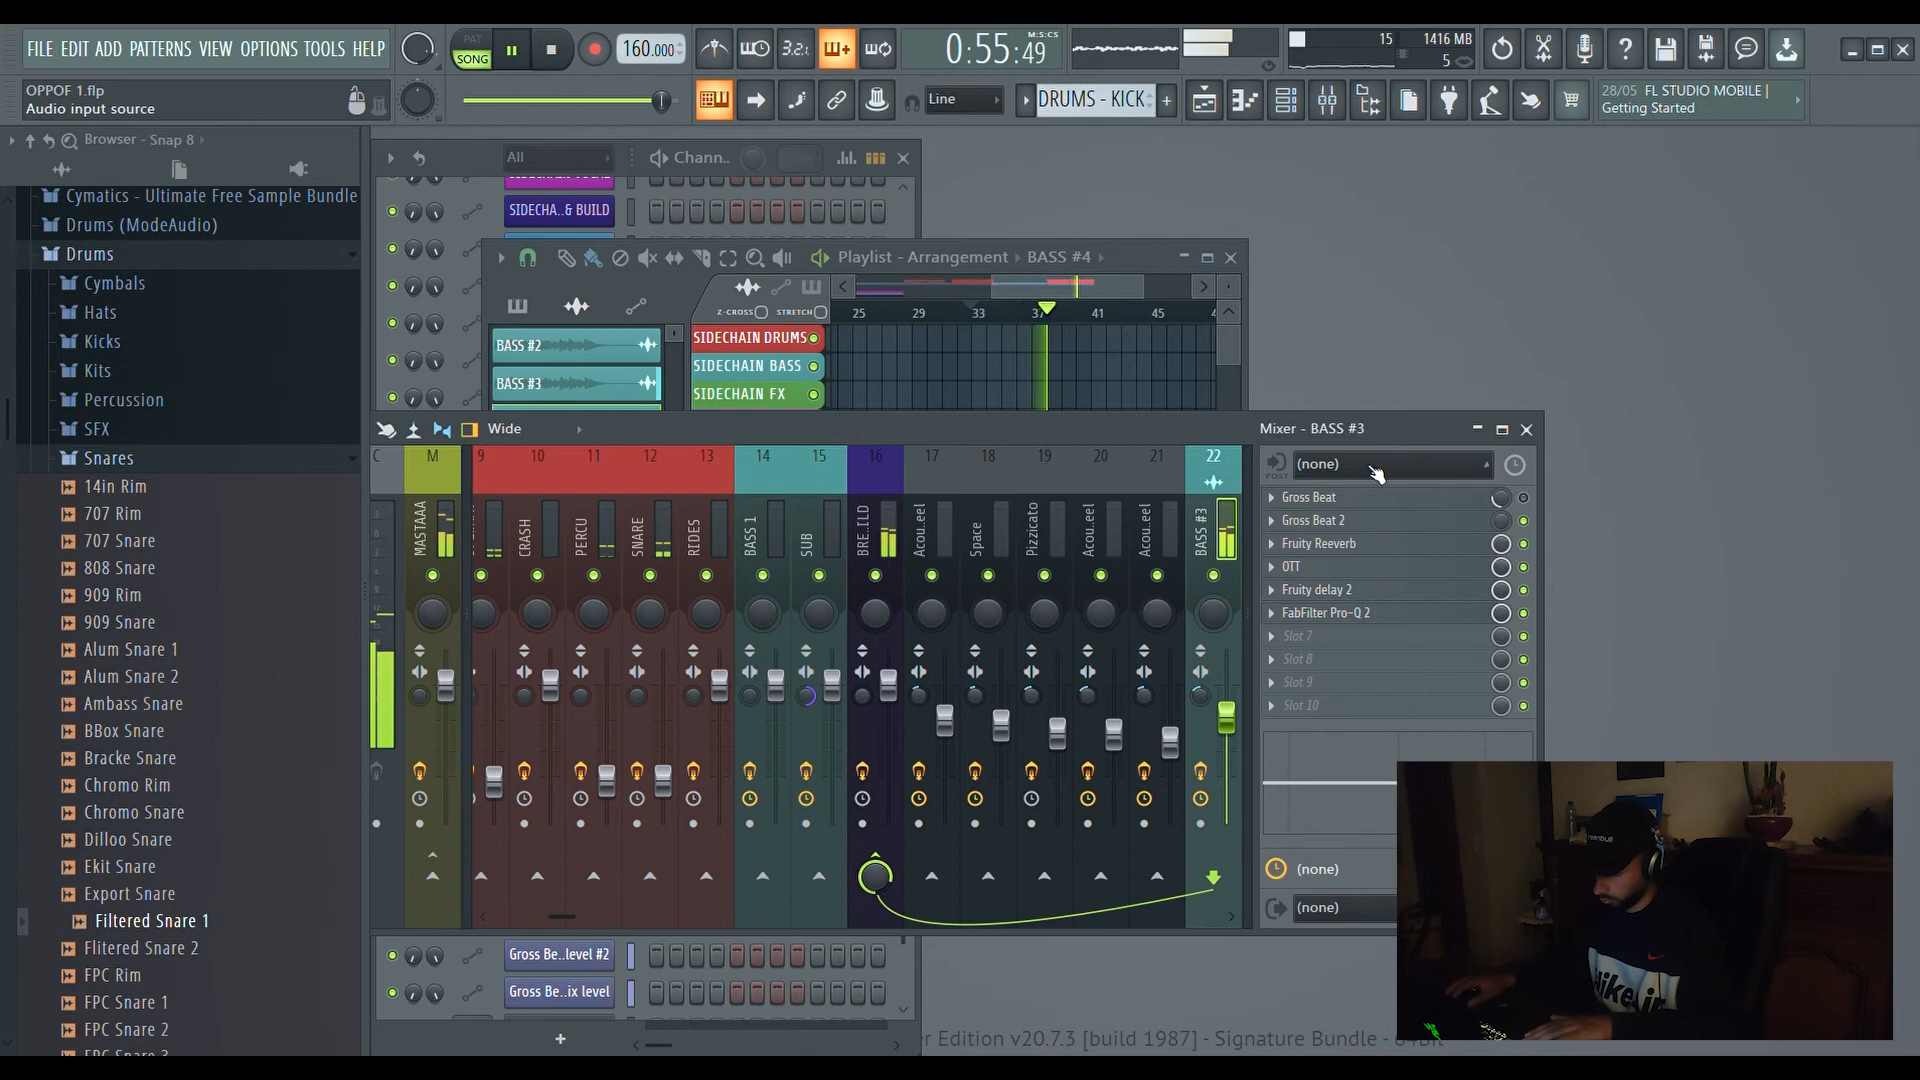 FILE EDIT ADD PATTERNS VIEW OPTIONS TOOLS HELP
PAT
SONG
160.000
3.2.
0:55:49
M:S:CS
15
1416 MB
5
OPPOF 1.flp
Audio input source
Line
DRUMS - KICK
28/05 FL STUDIO MOBILE |
Getting Started
Browser - Snap 8
Cymatics - Ultimate Free Sample Bundle
Drums (ModeAudio)
Drums
Cymbals
Hats
Kicks
Kits
Percussion
SFX
Snares
14in Rim
707 Rim
707 Snare
808 Snare
909 Rim
909 Snare
Alum Snare 1
Alum Snare 2
Ambass Snare
BBox Snare
Bracke Snare
Chromo Rim
Chromo Snare
Dilloo Snare
Ekit Snare
Export Snare
Filtered Snare 1
Flitered Snare 2
FPC Rim
FPC Snare 1
FPC Snare 2
All
Chann..
SIDECHA..& BUILD
Playlist - Arrangement
BASS #4
Z-CROSS
STRETCH
25 29 33 37 41 45
BASS #2
BASS #3
SIDECHAIN DRUMS
SIDECHAIN BASS
SIDECHAIN FX
Wide
Mixer - BASS #3
C M 9 10 11 12 13 14 15 16 17 18 19 20 21 22
MASTAAA
CRASH
PERCU
SNARE
RIDES
BASS 1
SUB
BRE.ILD
Acou.eel
Space
Pizzicato
Acou.eel
Acou.eel
BASS #3
POST
(none)
Gross Beat
Gross Beat 2
Fruity Reeverb
OTT
Fruity delay 2
FabFilter Pro-Q 2
Slot 7
Slot 8
Slot 9
Slot 10
(none)
(none)
Gross Be..level #2
Gross Be..ix level
r Edition v20.7.3 [build 1987] - Signature Bundle - 64Bit